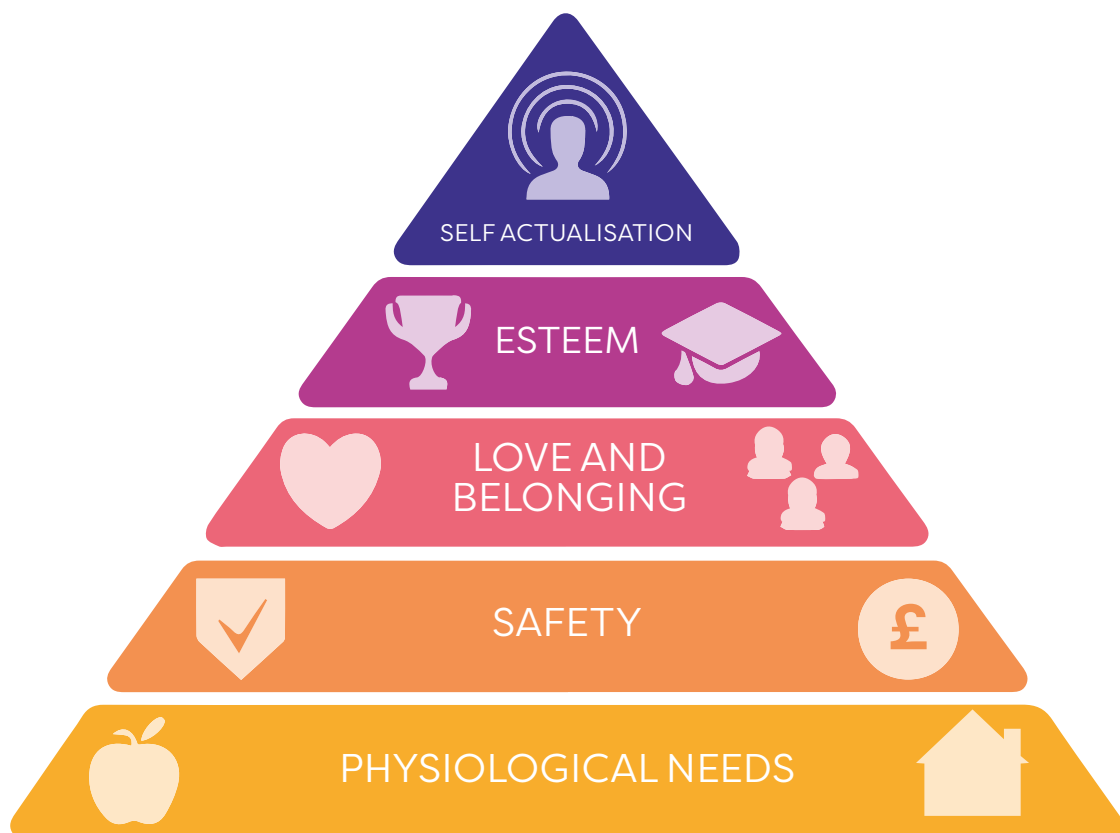 SELF ACTUALISATION
ESTEEM
LOVE AND
BELONGING
SAFETY
£
PHYSIOLOGICAL NEEDS